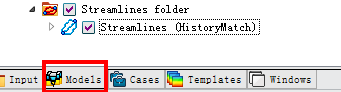 Streamlines folder
Streamlines (HistoryMatch)
Input Models Cases Templates Windows